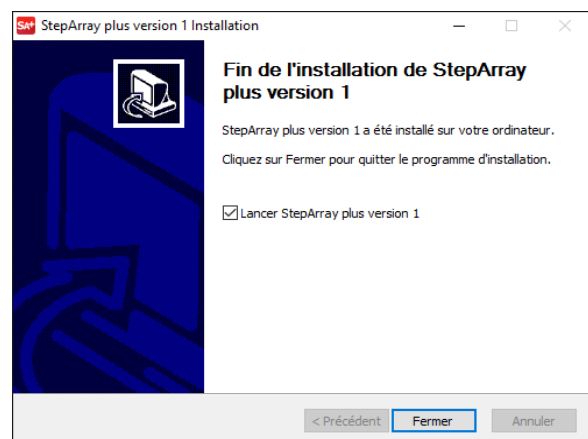 SA+ StepArray plus version 1 Installation
Fin de l'installation de StepArray
plus version 1
StepArray plus version 1 a été installé sur votre ordinateur.
Cliquez sur Fermer pour quitter le programme d'installation.
Lancer StepArray plus version 1
< Précédent Fermer Annuler